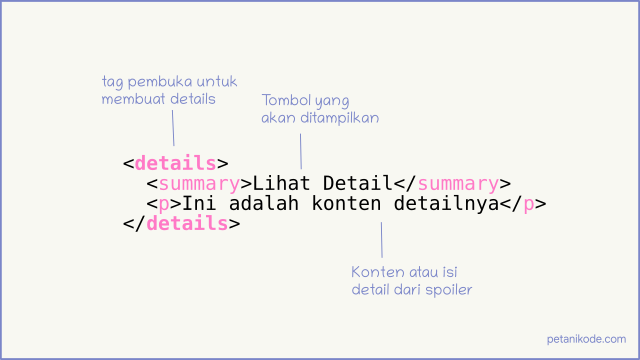 tag pembuka untuk
membuat details
Tombol yang
akan ditampilkan
<details>
<summary>Lihat Detail</summary>
<p>Ini adalah konten detailnya</p>
</details>
Konten atau isi
detail dari spoiler
petanikode.com